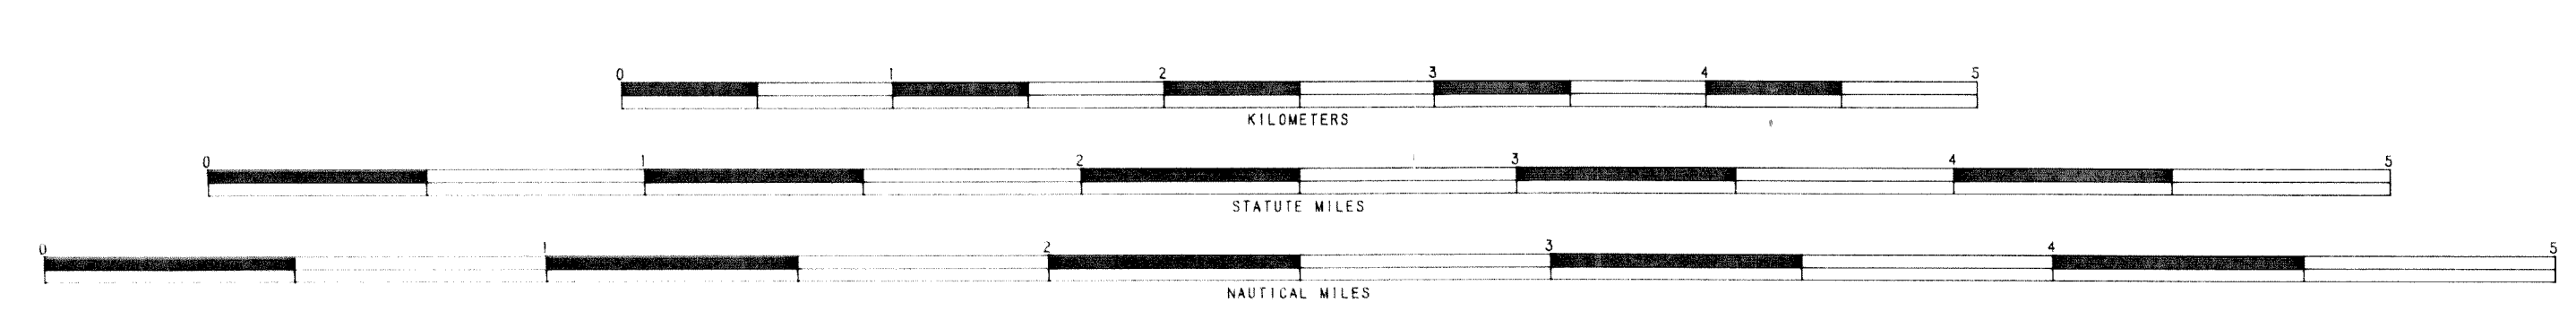 0 1 2 3 4 5
KILOMETERS
0 1 2 3 4 5
STATUTE MILES
0 1 2 3 4 5
NAUTICAL MILES